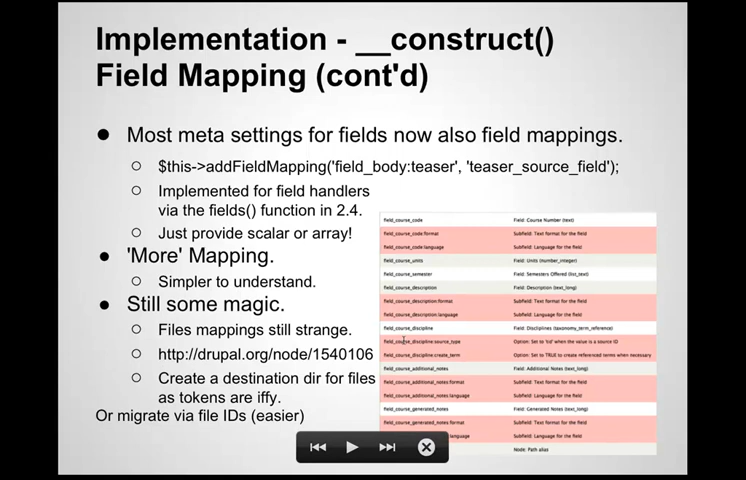 Implementation - __construct()
Field Mapping (cont'd)
● Most meta settings for fields now also field mappings.
○ $this->addFieldMapping('field_body:teaser', 'teaser_source_field');
○ Implemented for field handlers
via the fields() function in 2.4.
○ Just provide scalar or array!
● 'More' Mapping.
○ Simpler to understand.
● Still some magic.
○ Files mappings still strange.
○ http://drupal.org/node/1540106
○ Create a destination dir for files
as tokens are iffy.
Or migrate via file IDs (easier)
field_course_code Field: Course Number (text)
field_course_code:format Subfield: Text format for the field
field_course_code:language Subfield: Language for the field
field_course_units Field: Units (number_integer)
field_course_semester Field: Semesters Offered (list_text)
field_course_description Field: Description (text_long)
field_course_description:format Subfield: Text format for the field
field_course_description:language Subfield: Language for the field
field_course_discipline Field: Disciplines (taxonomy_term_reference)
field_course_discipline:source_type Option: Set to 'tid' when the value is a source ID
field_course_discipline:create_term Option: Set to TRUE to create referenced terms when necessary
field_course_additional_notes Field: Additional Notes (text_long)
field_course_additional_notes:format Subfield: Text format for the field
field_course_additional_notes:language Subfield: Language for the field
field_course_generated_notes Field: Generated Notes (text_long)
field_course_generated_notes:format Subfield: Text format for the field
language Subfield: Language for the field
Node: Path alias